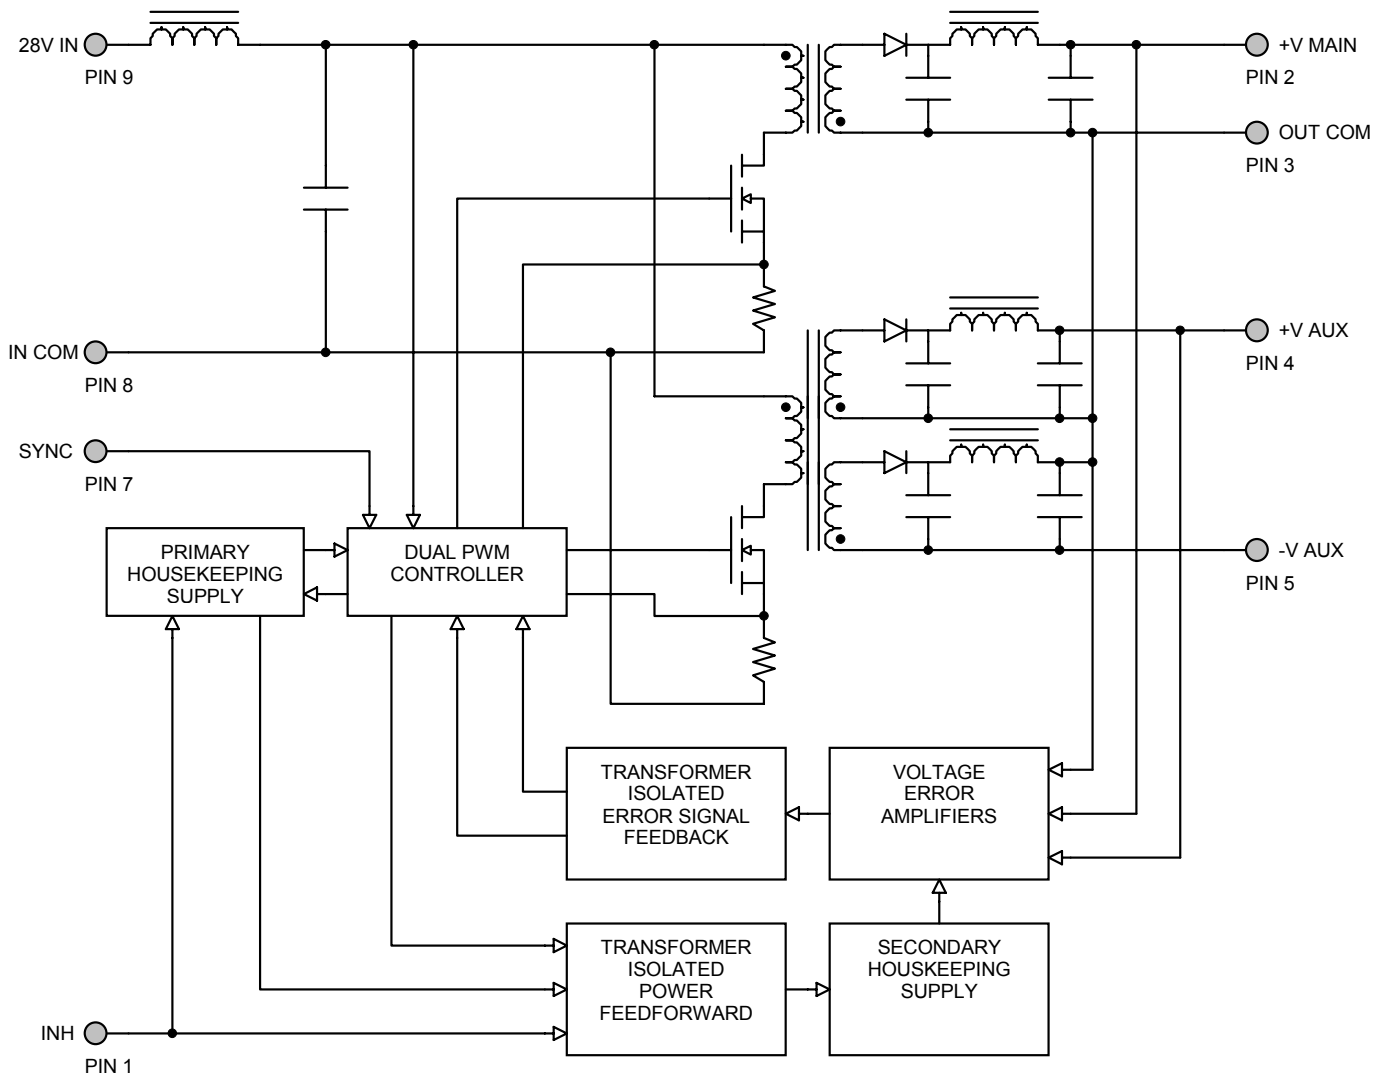 28V IN
PIN 9
+V MAIN
PIN 2
OUT COM
PIN 3
IN COM
PIN 8
+V AUX
PIN 4
SYNC
PIN 7
PRIMARY
HOUSEKEEPING
SUPPLY
DUAL PWM
CONTROLLER
-V AUX
PIN 5
TRANSFORMER
ISOLATED
ERROR SIGNAL
FEEDBACK
VOLTAGE
ERROR
AMPLIFIERS
TRANSFORMER
ISOLATED
POWER
FEEDFORWARD
SECONDARY
HOUSKEEPING
SUPPLY
INH
PIN 1